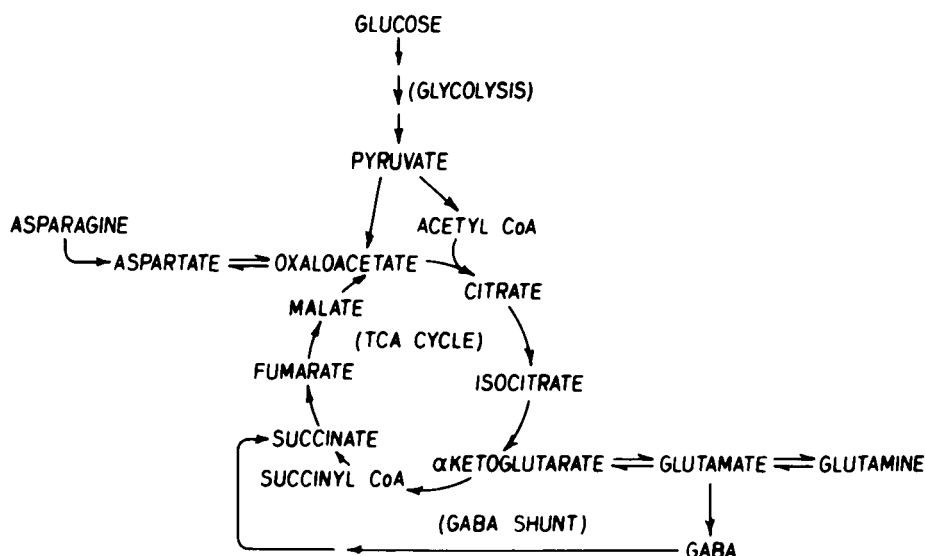 GLUCOSE
(GLYCOLYSIS)
PYRUVATE
ASPARAGINE
ACETYL CoA
ASPARTATE
OXALOACETATE
CITRATE
MALATE
(TCA CYCLE)
FUMARATE
ISOCITRATE
SUCCINATE
αKETOGLUTARATE
GLUTAMATE
GLUTAMINE
SUCCINYL CoA
(GABA SHUNT)
GABA